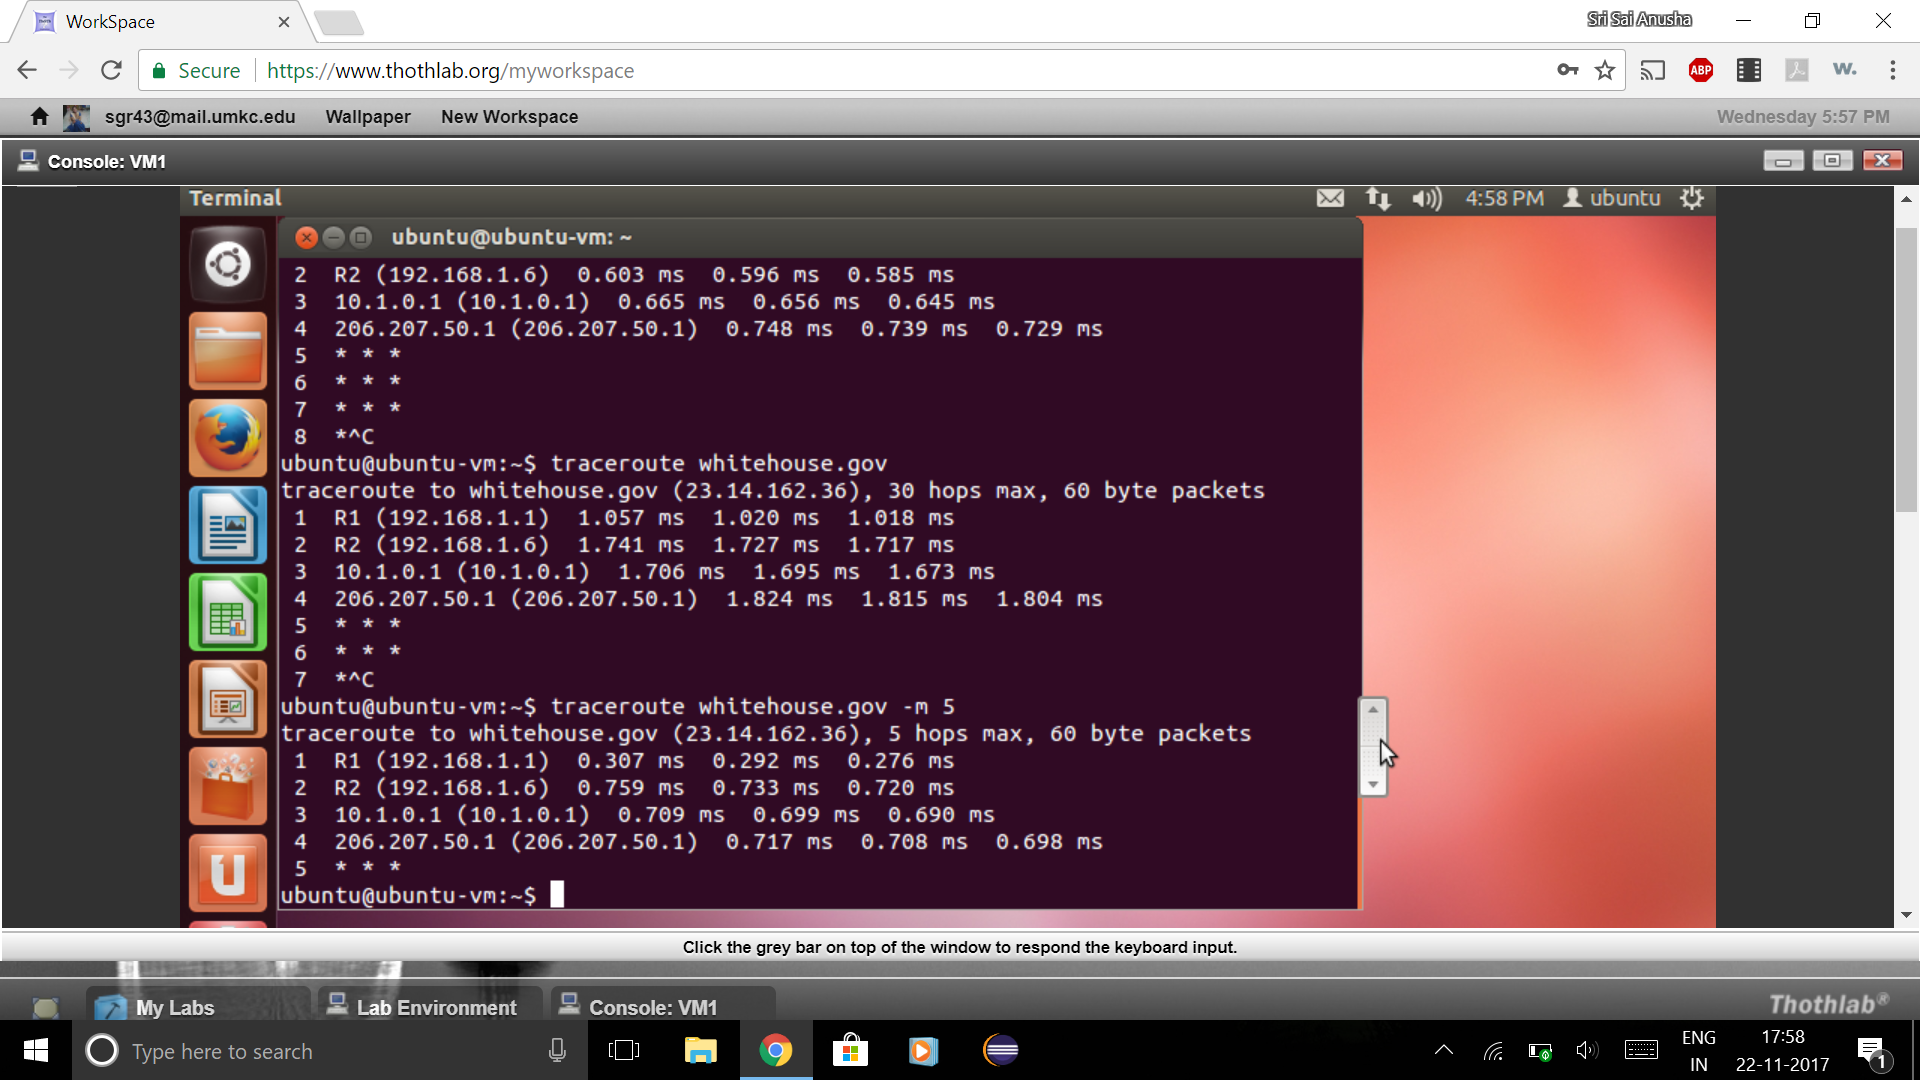 WorkSpace
Sri Sai Anusha
Secure
https://www.thothlab.org/myworkspace
ABP
w.
sgr43@mail.umkc.edu Wallpaper New Workspace
Wednesday 5:57 PM
Console: VM1
Terminal
4:58 PM ubuntu
ubuntu@ubuntu-vm: ~
2 R2 (192.168.1.6) 0.603 ms 0.596 ms 0.585 ms
3 10.1.0.1 (10.1.0.1) 0.665 ms 0.656 ms 0.645 ms
4 206.207.50.1 (206.207.50.1) 0.748 ms 0.739 ms 0.729 ms
5 * * *
6 * * *
7 * * *
8 *^C
ubuntu@ubuntu-vm:~$ traceroute whitehouse.gov
traceroute to whitehouse.gov (23.14.162.36), 30 hops max, 60 byte packets
1 R1 (192.168.1.1) 1.057 ms 1.020 ms 1.018 ms
2 R2 (192.168.1.6) 1.741 ms 1.727 ms 1.717 ms
3 10.1.0.1 (10.1.0.1) 1.706 ms 1.695 ms 1.673 ms
4 206.207.50.1 (206.207.50.1) 1.824 ms 1.815 ms 1.804 ms
5 * * *
6 * * *
7 *^C
ubuntu@ubuntu-vm:~$ traceroute whitehouse.gov -m 5
traceroute to whitehouse.gov (23.14.162.36), 5 hops max, 60 byte packets
1 R1 (192.168.1.1) 0.307 ms 0.292 ms 0.276 ms
2 R2 (192.168.1.6) 0.759 ms 0.733 ms 0.720 ms
3 10.1.0.1 (10.1.0.1) 0.709 ms 0.699 ms 0.690 ms
4 206.207.50.1 (206.207.50.1) 0.717 ms 0.708 ms 0.698 ms
5 * * *
ubuntu@ubuntu-vm:~$
Click the grey bar on top of the window to respond the keyboard input.
My Labs
Lab Environment
Console: VM1
Thothlab®
Type here to search
ENG
IN
17:58
22-11-2017
1